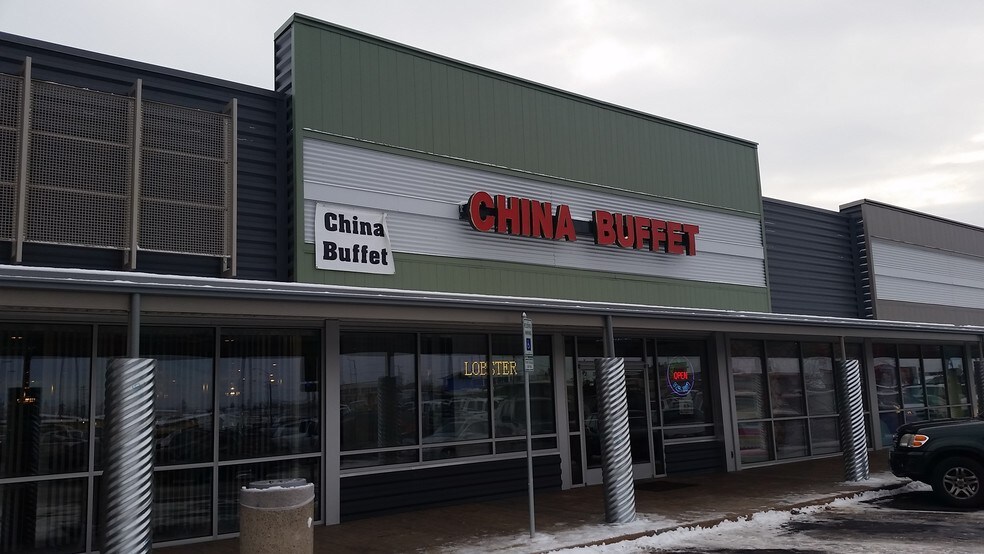 China
Buffet
CHINA BUFFET
LOBSTER
OPEN